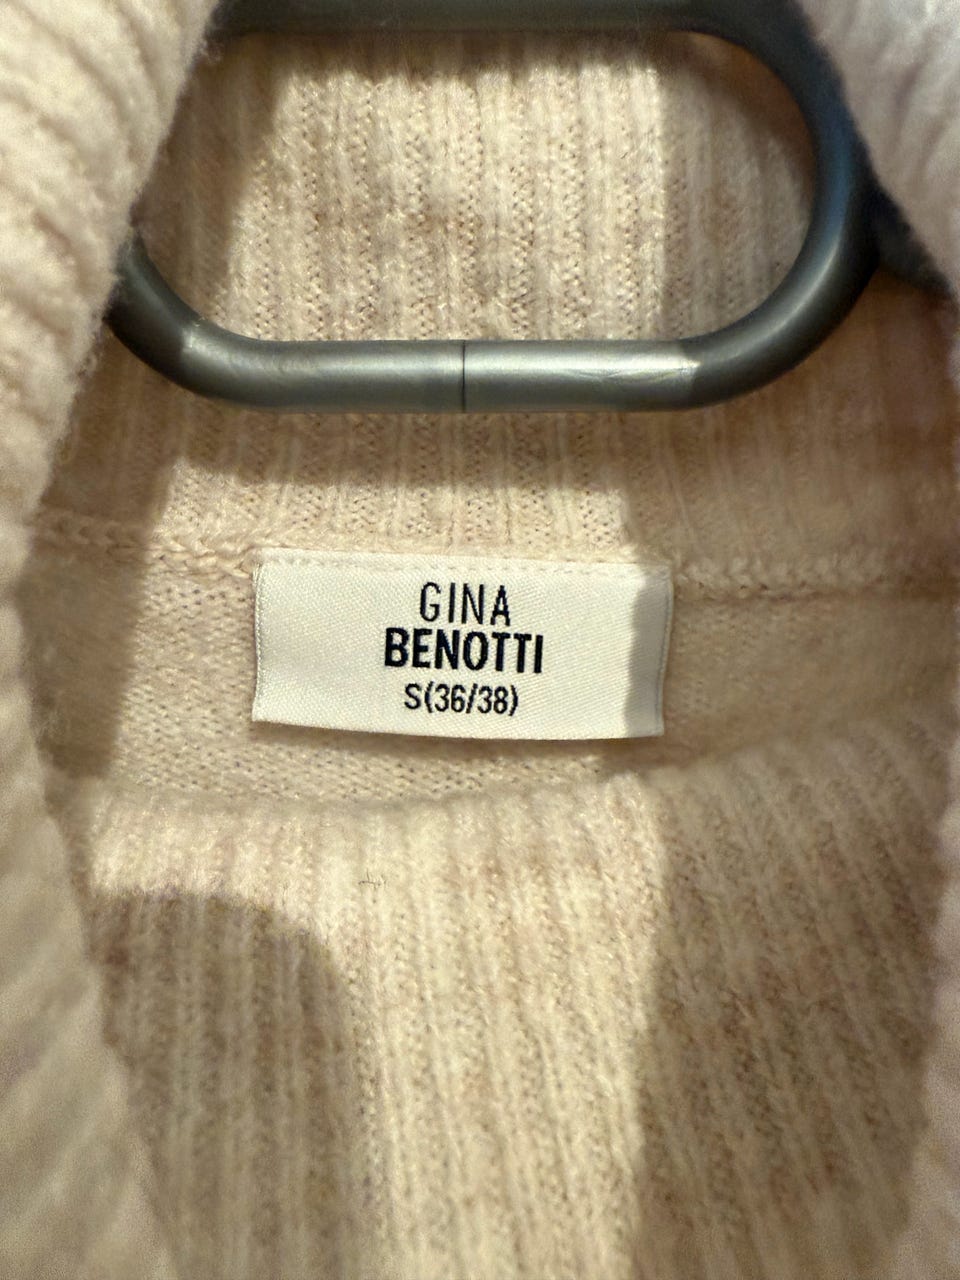 GINA
BENOTTI
S(36/38)